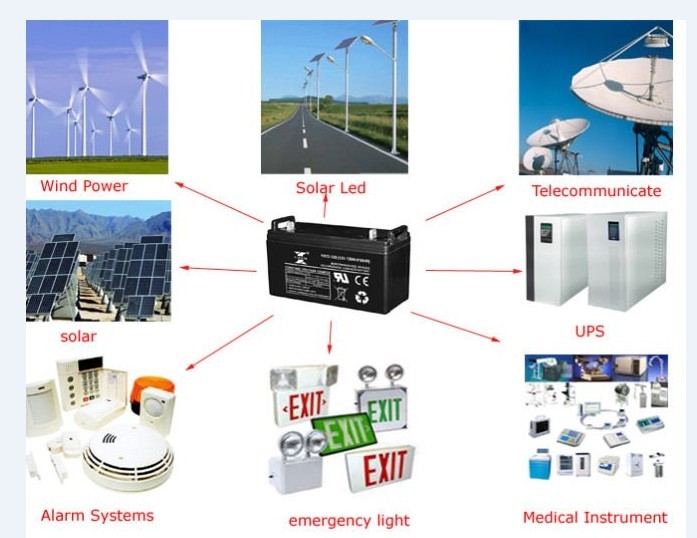 Wind Power
Solar Led
Telecommunicate
solar
UPS
Alarm Systems
EXIT
EXIT
EXIT
EXIT
emergency light
Medical Instrument